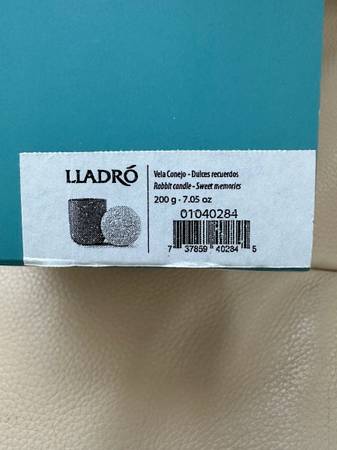 LLADRÓ
Vela Conejo - Dulces recuerdos
Rabbit candle - Sweet memories
200 g - 7.05 oz
01040284
7 37859 40284 5